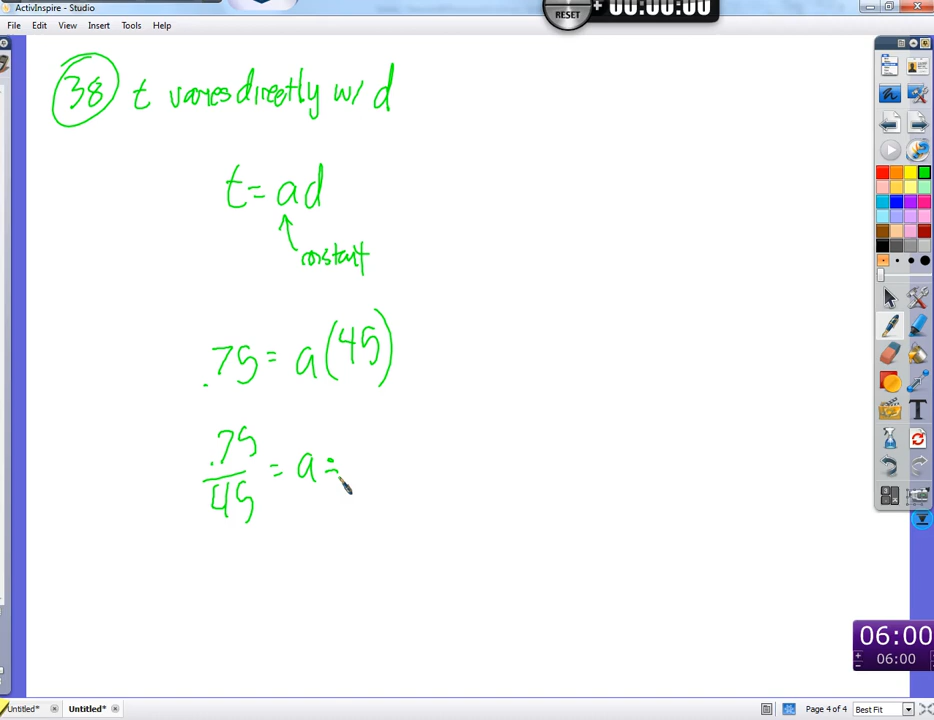 ActivInspire - Studio
RESET
00:00:00
File Edit View Insert Tools Help
38 t varies directly w/ d
t = ad
constant
.75 = a(45)
.75/45 = a =
06:00
06:00
Untitled* Untitled* Page 4 of 4 Best Fit